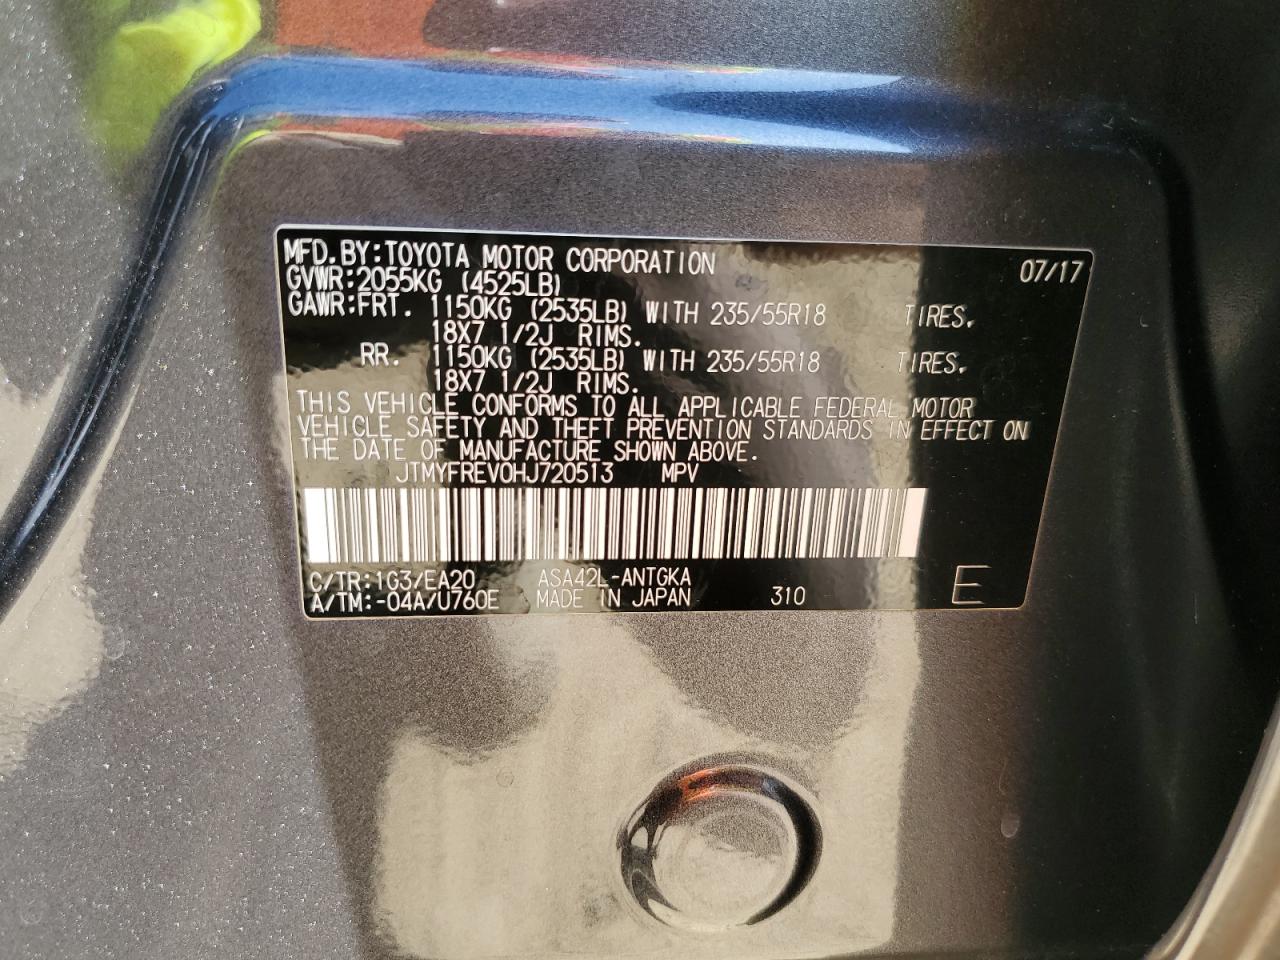 MFD.BY:TOYOTA MOTOR CORPORATION 07/17
GVWR:2055KG (4525LB)
GAWR:FRT. 1150KG (2535LB) WITH 235/55R18 TIRES.
18X7 1/2J RIMS.
RR. 1150KG (2535LB) WITH 235/55R18 TIRES.
18X7 1/2J RIMS.
THIS VEHICLE CONFORMS TO ALL APPLICABLE FEDERAL MOTOR
VEHICLE SAFETY AND THEFT PREVENTION STANDARDS IN EFFECT ON
THE DATE OF MANUFACTURE SHOWN ABOVE.
JTMYFREV0HJ720513 MPV
C/TR:1G3/EA20 ASA42L-ANTGKA
A/TM:-04A/U760E MADE IN JAPAN 310 E